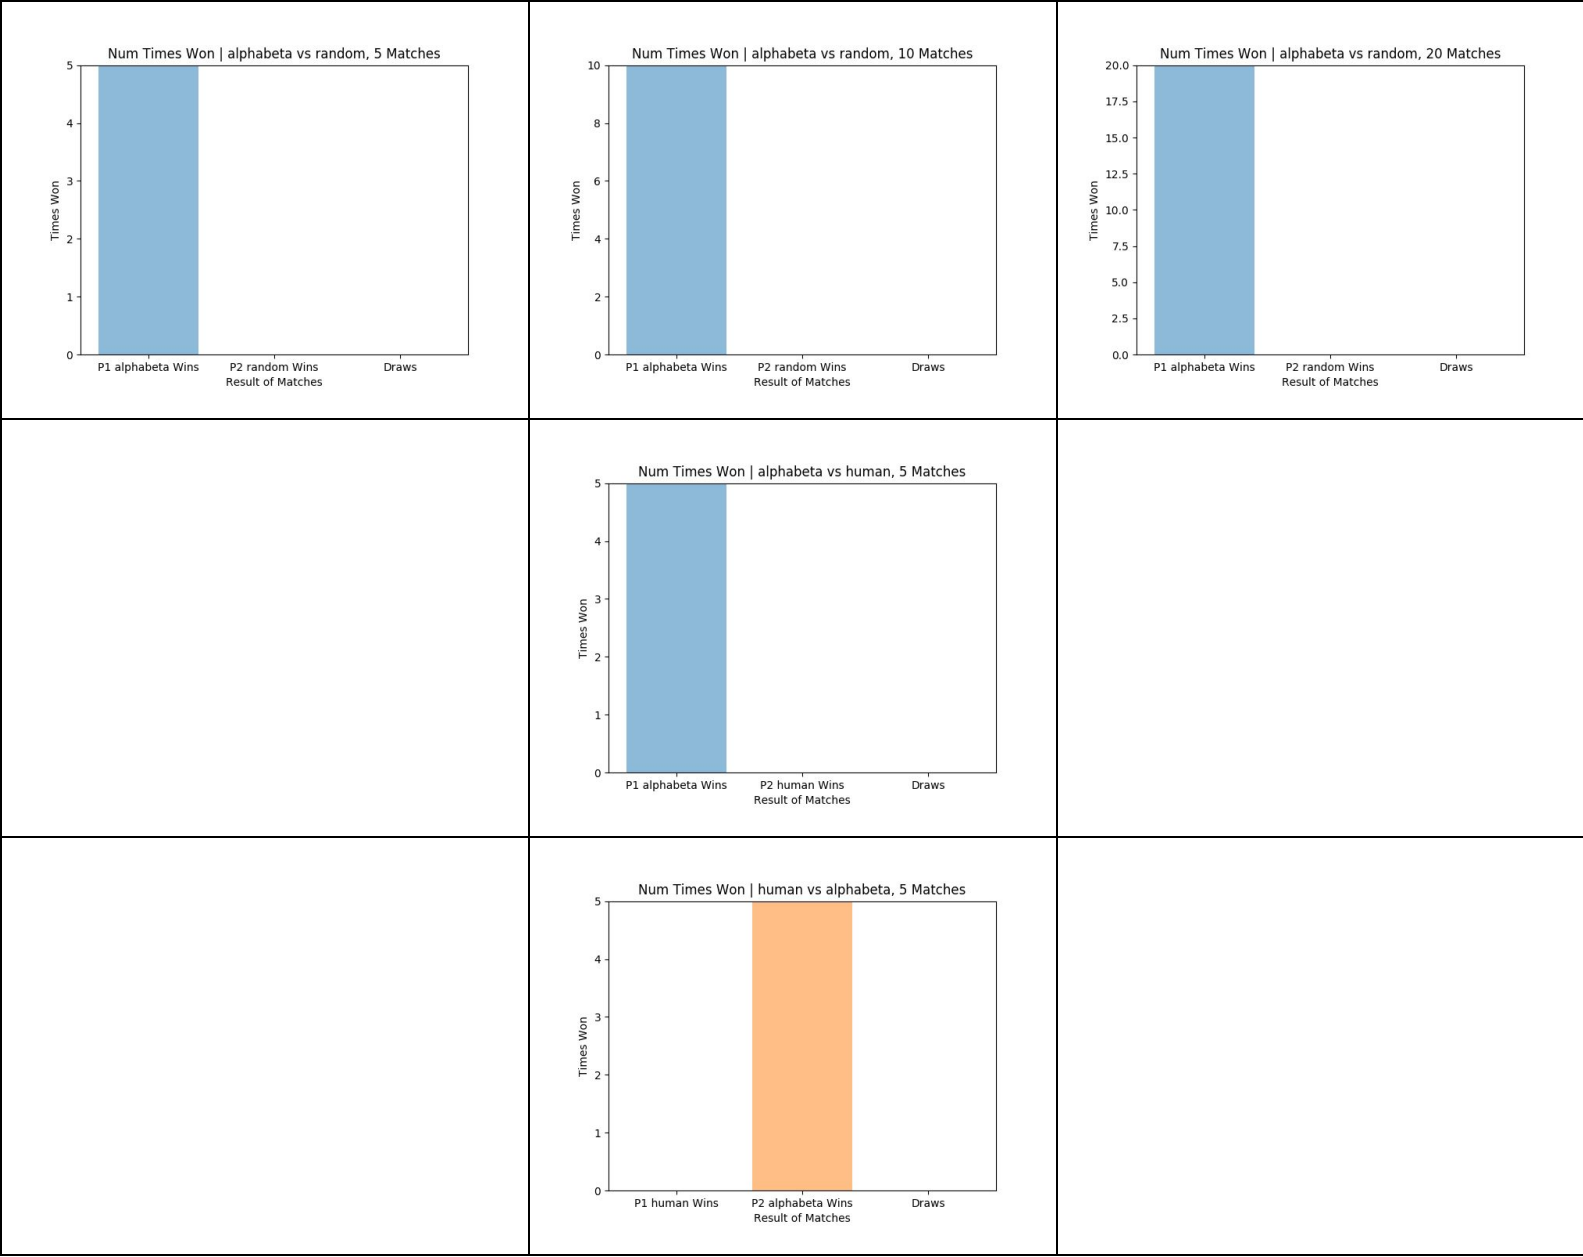 Num Times Won | alphabeta vs random, 5 Matches
5
4
3
2
1
0
Times Won
P1 alphabeta Wins P2 random Wins Draws
Result of Matches
Num Times Won | alphabeta vs random, 10 Matches
10
8
6
4
2
0
Times Won
P1 alphabeta Wins P2 random Wins Draws
Result of Matches
Num Times Won | alphabeta vs random, 20 Matches
20.0
17.5
15.0
12.5
10.0
7.5
5.0
2.5
0.0
Times Won
P1 alphabeta Wins P2 random Wins Draws
Result of Matches
Num Times Won | alphabeta vs human, 5 Matches
5
4
3
2
1
0
Times Won
P1 alphabeta Wins P2 human Wins Draws
Result of Matches
Num Times Won | human vs alphabeta, 5 Matches
5
4
3
2
1
0
Times Won
P1 human Wins P2 alphabeta Wins Draws
Result of Matches